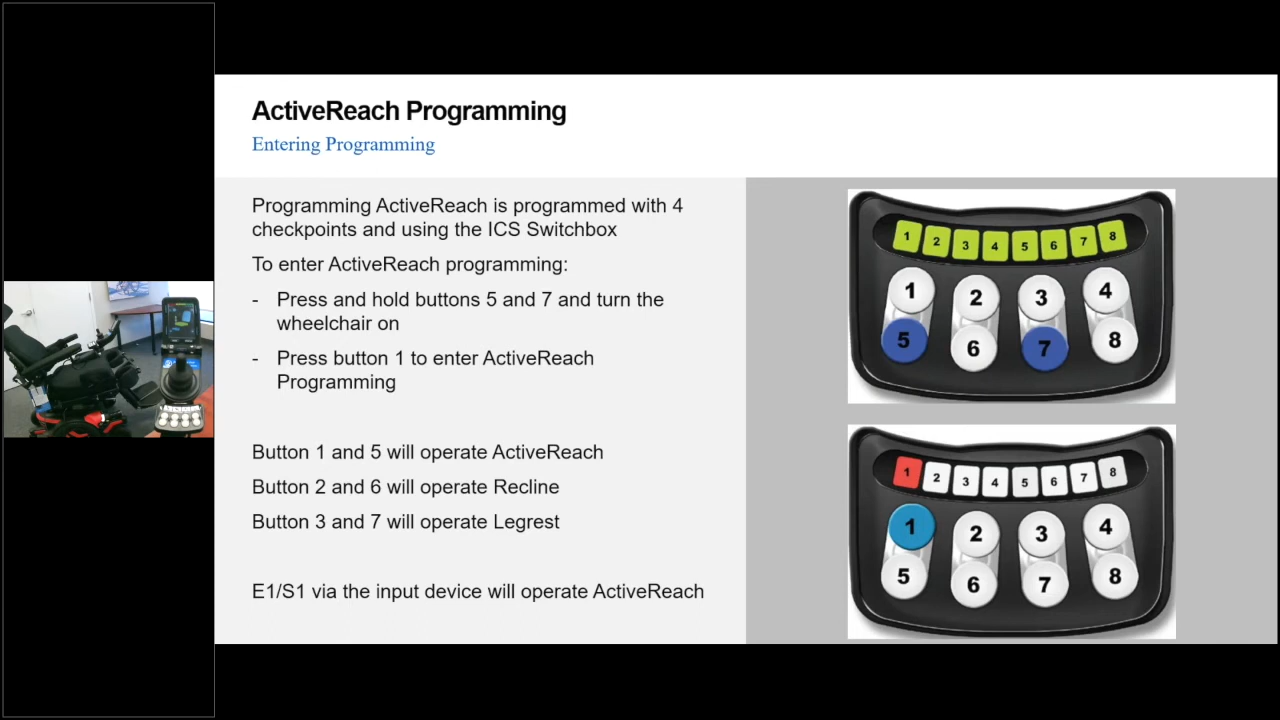 ActiveReach Programming
Entering Programming
Programming ActiveReach is programmed with 4
checkpoints and using the ICS Switchbox
To enter ActiveReach programming:
- Press and hold buttons 5 and 7 and turn the
wheelchair on
- Press button 1 to enter ActiveReach
Programming
Button 1 and 5 will operate ActiveReach
Button 2 and 6 will operate Recline
Button 3 and 7 will operate Legrest
E1/S1 via the input device will operate ActiveReach
1 2 3 4 5 6 7 8
1 2 3 4
5 6 7 8
1 2 3 4 5 6 7 8
1 2 3 4
5 6 7 8